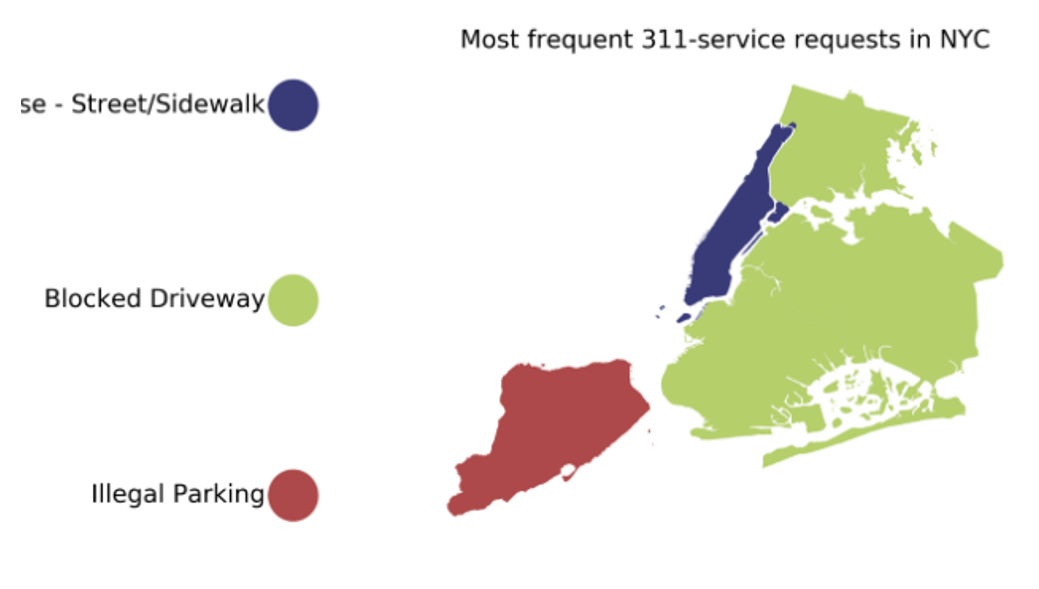 Most frequent 311-service requests in NYC
se - Street/Sidewalk
Blocked Driveway
Illegal Parking